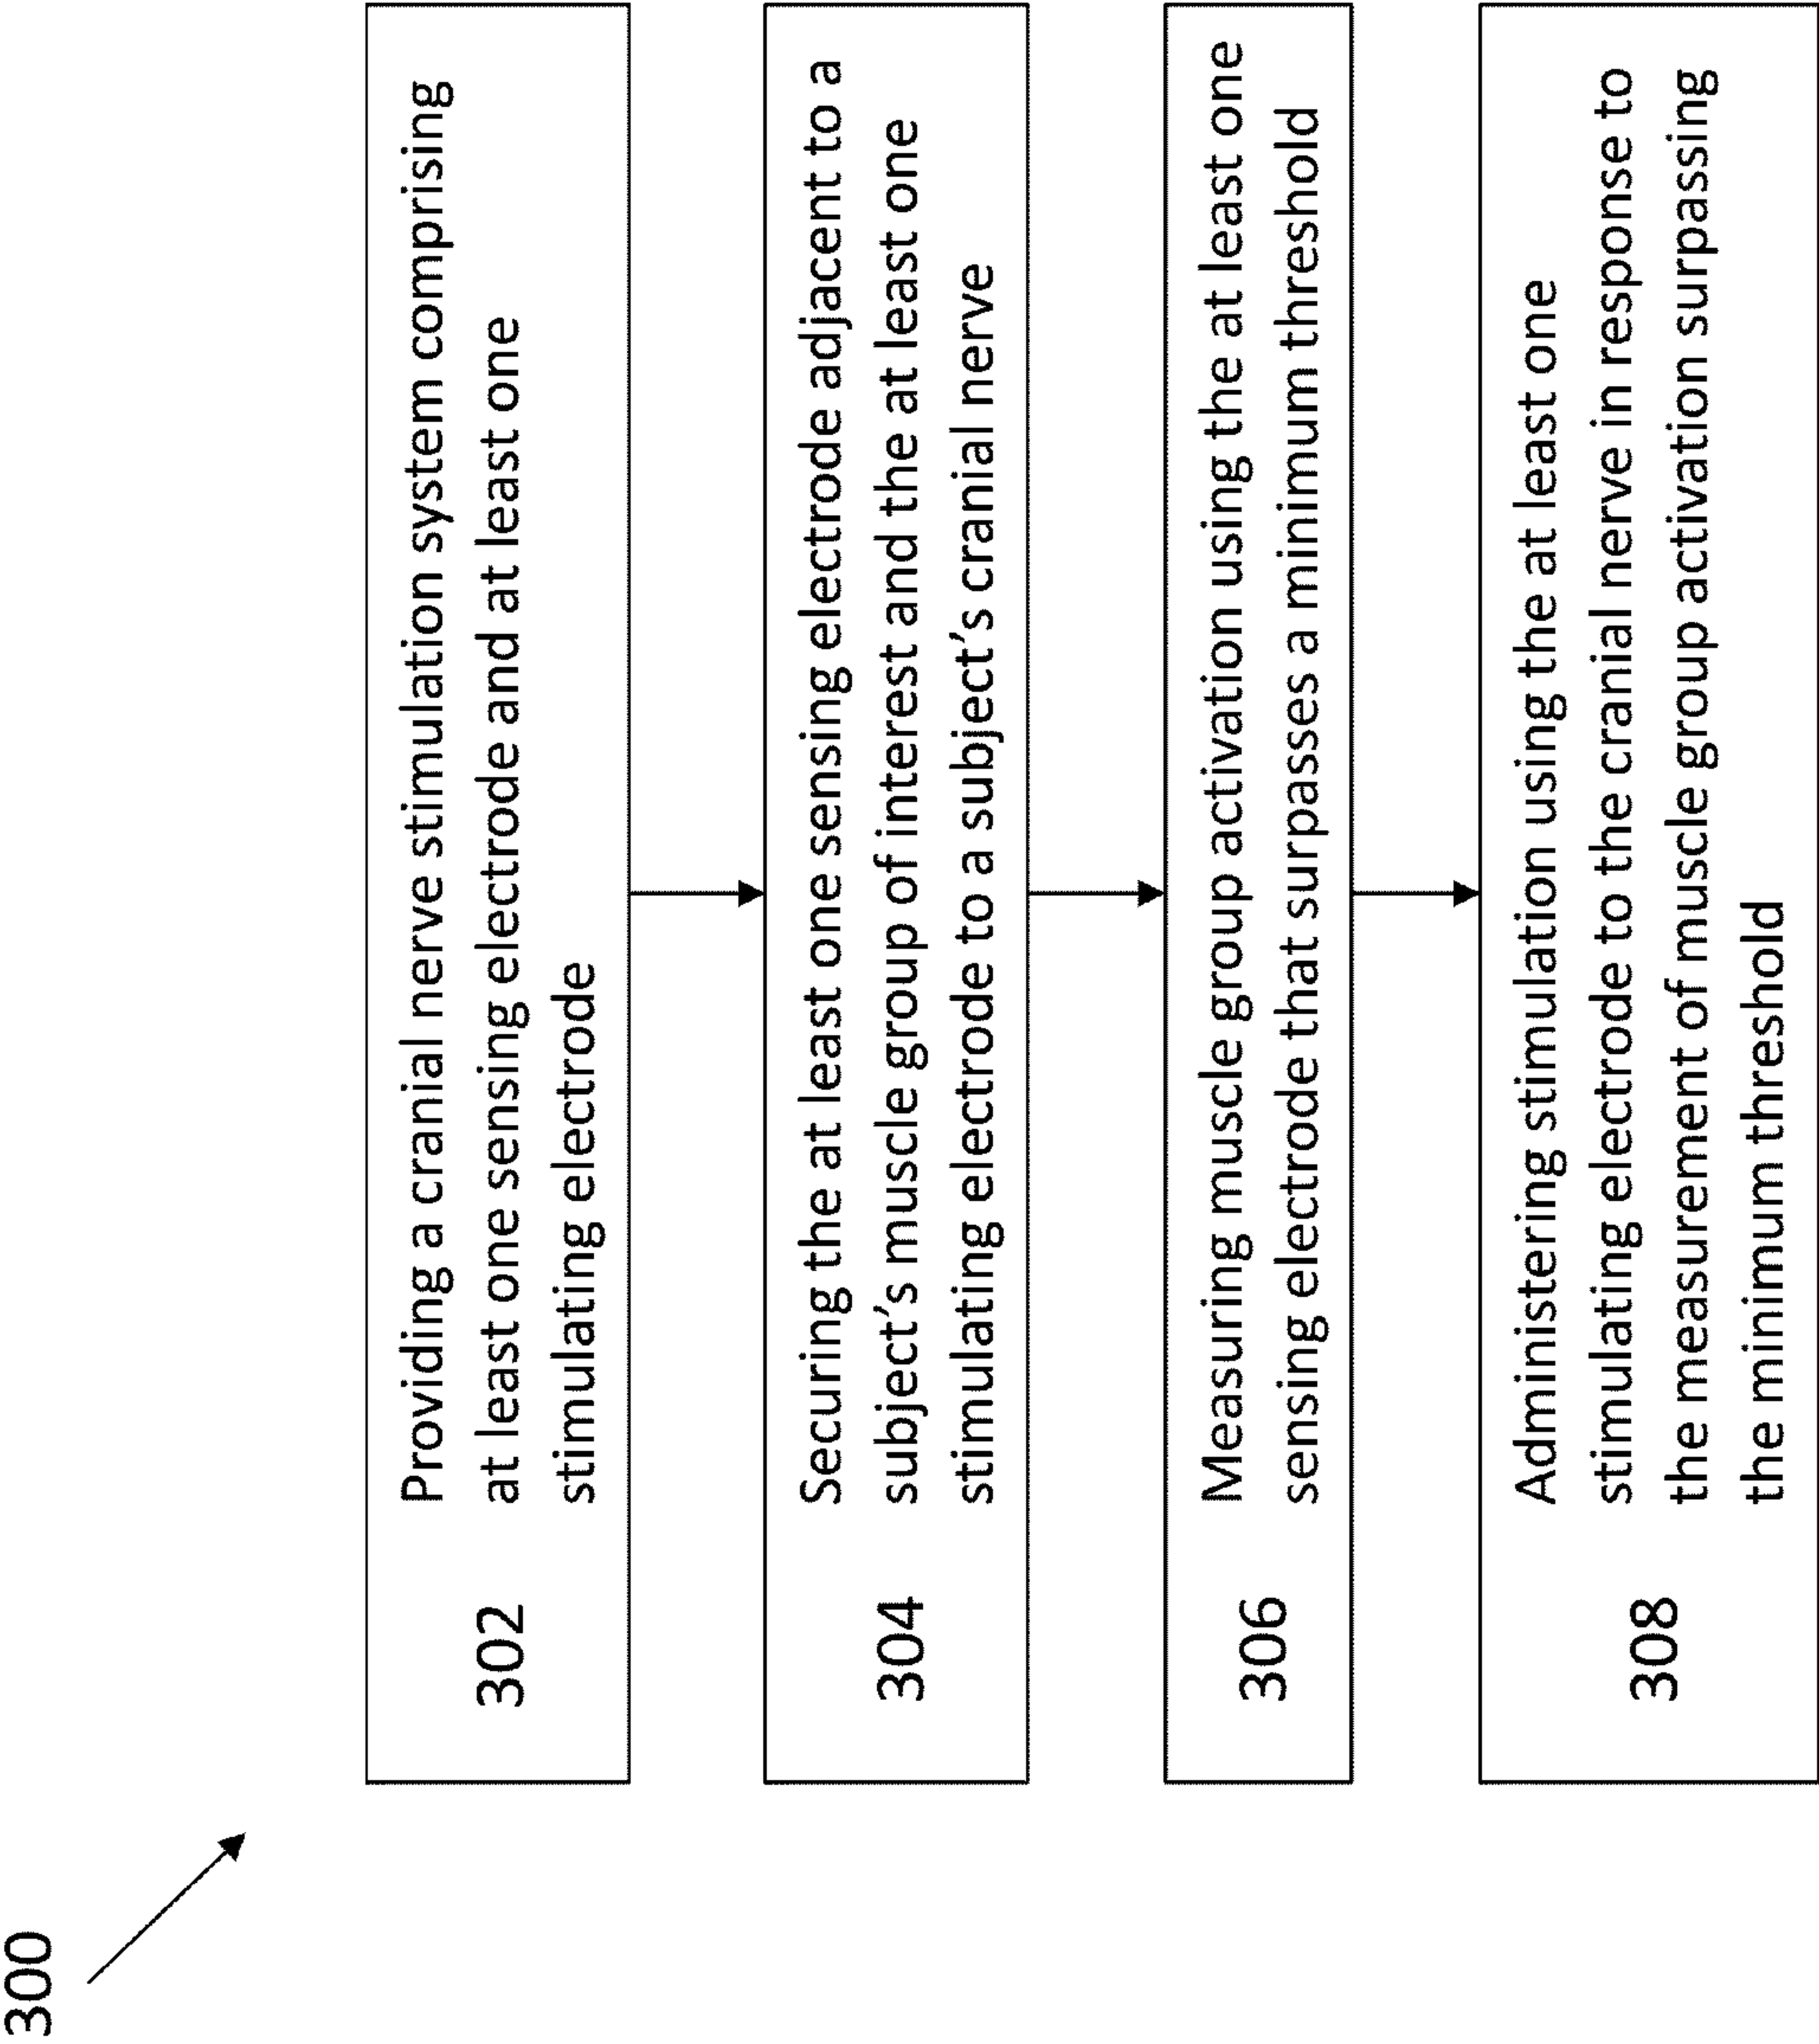 300
302
Providing a cranial nerve stimulation system comprising
at least one sensing electrode and at least one
stimulating electrode
304
Securing the at least one sensing electrode adjacent to a
subject's muscle group of interest and the at least one
stimulating electrode to a subject's cranial nerve
306
Measuring muscle group activation using the at least one
sensing electrode that surpasses a minimum threshold
308
Administering stimulation using the at least one
stimulating electrode to the cranial nerve in response to
the measurement of muscle group activation surpassing
the minimum threshold